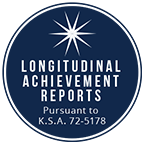 LONGITUDINAL
ACHIEVEMENT
REPORTS
Pursuant to
K.S.A. 72-5178